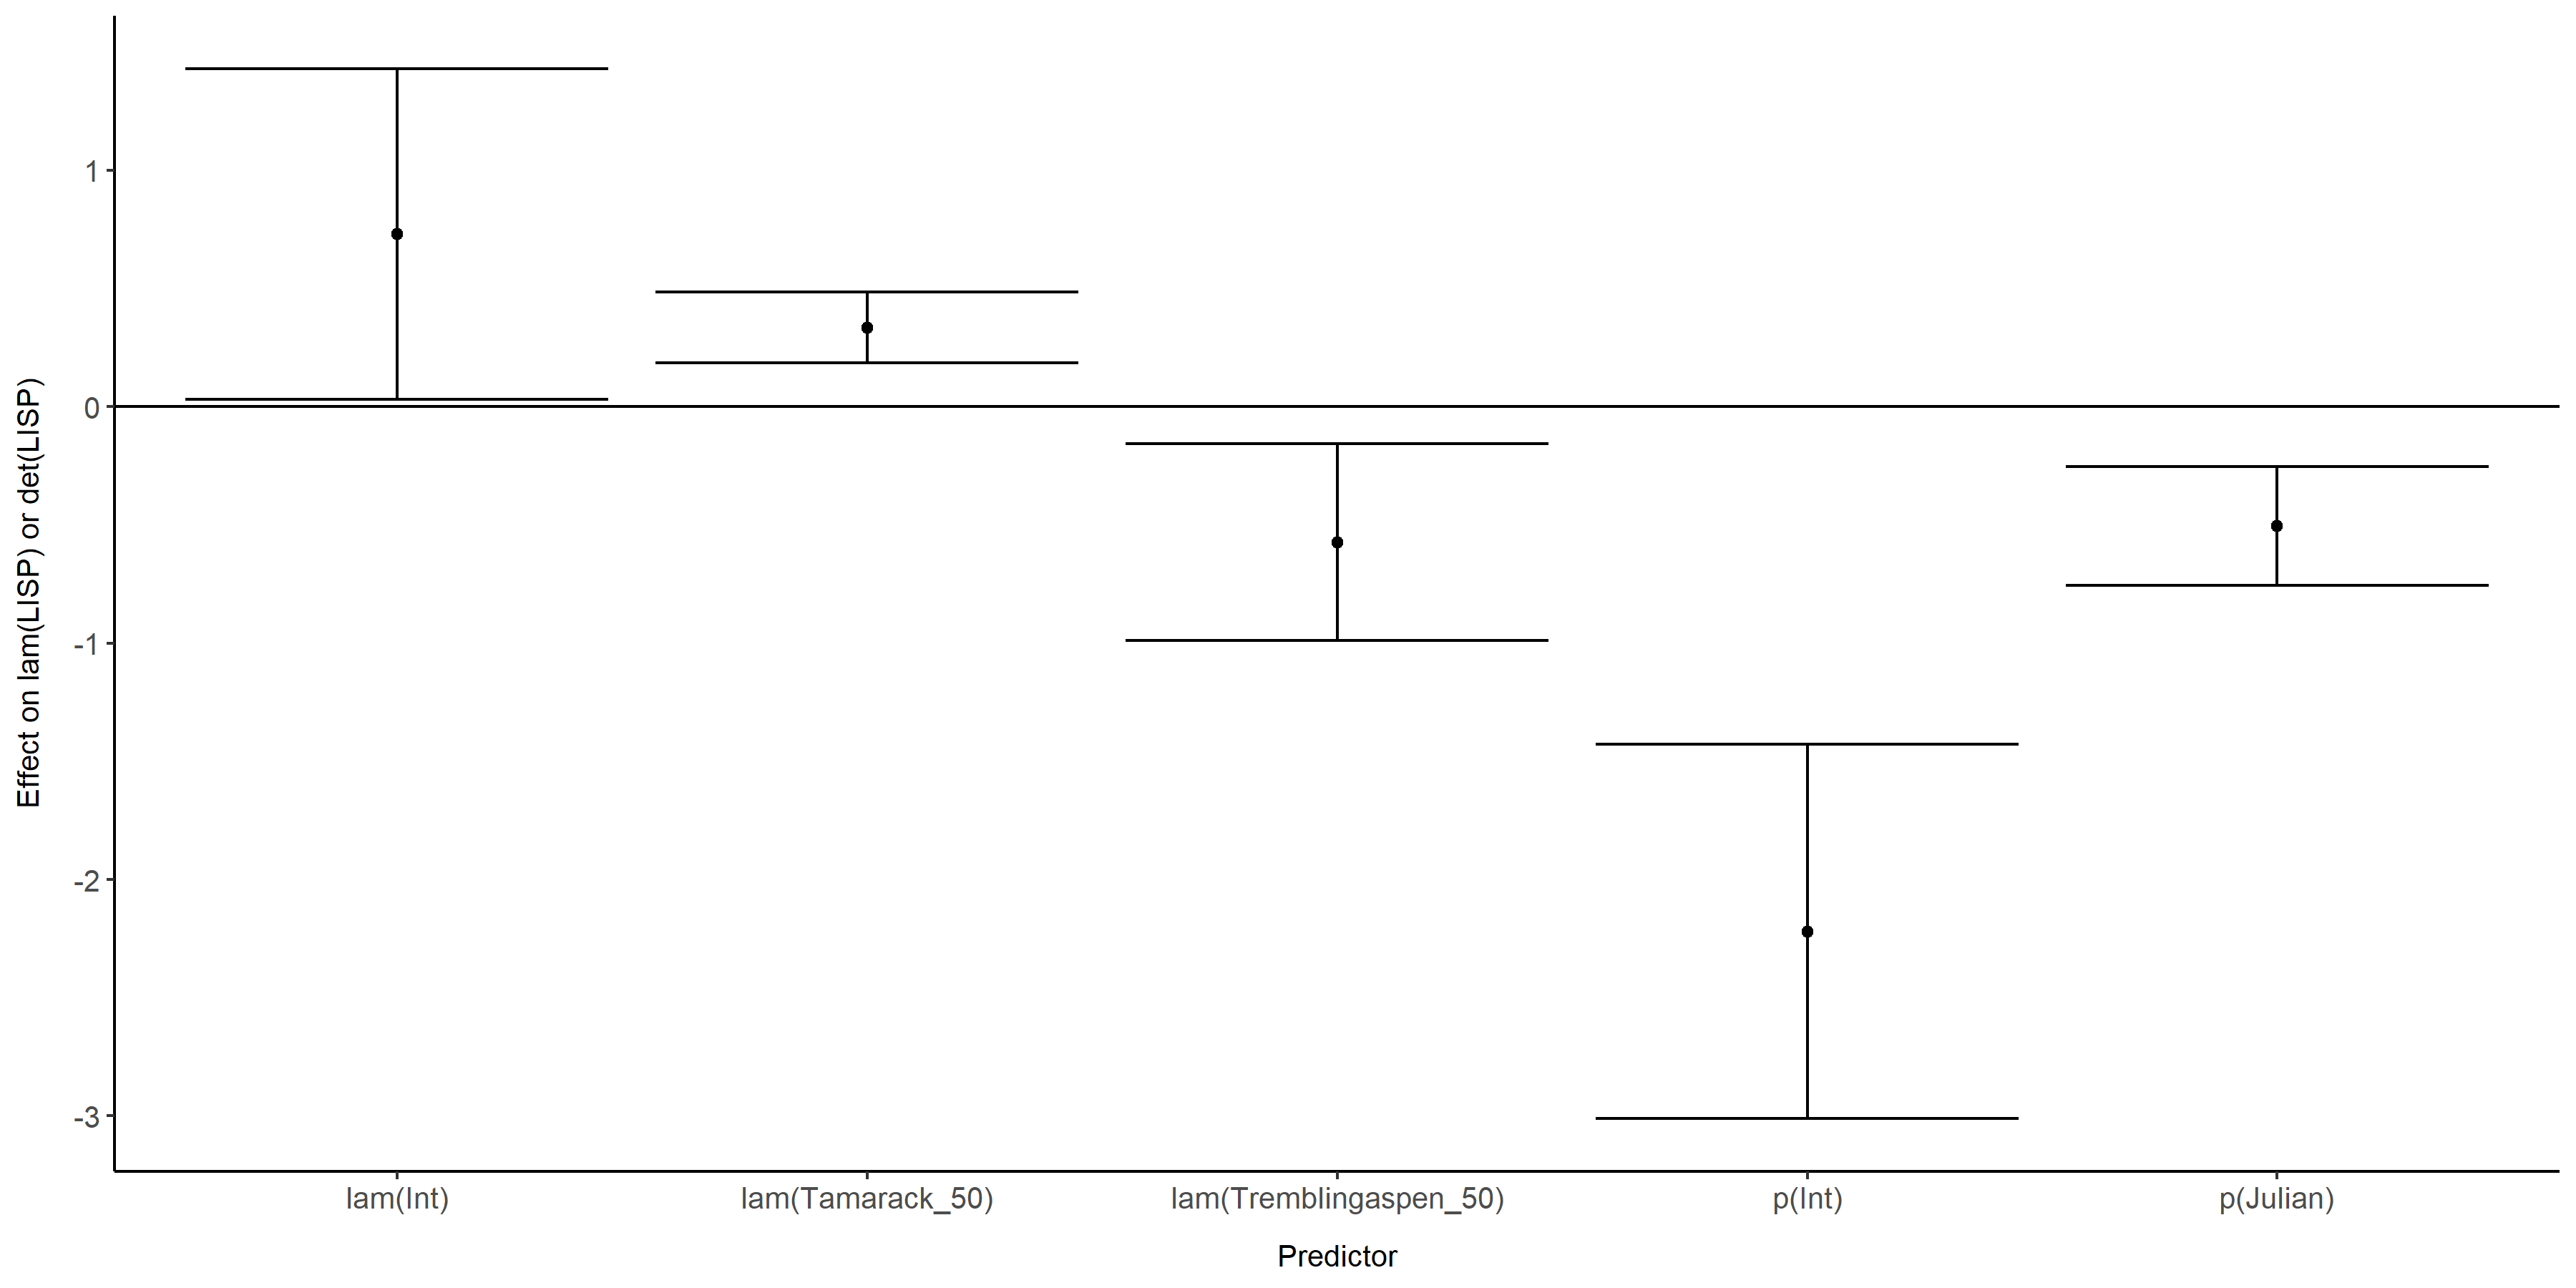 Effect on lam(LISP) or det(LISP)
1
0
-1
-2
-3
lam(Int)
lam(Tamarack_50)
lam(Tremblingaspen_50)
p(Int)
p(Julian)
Predictor